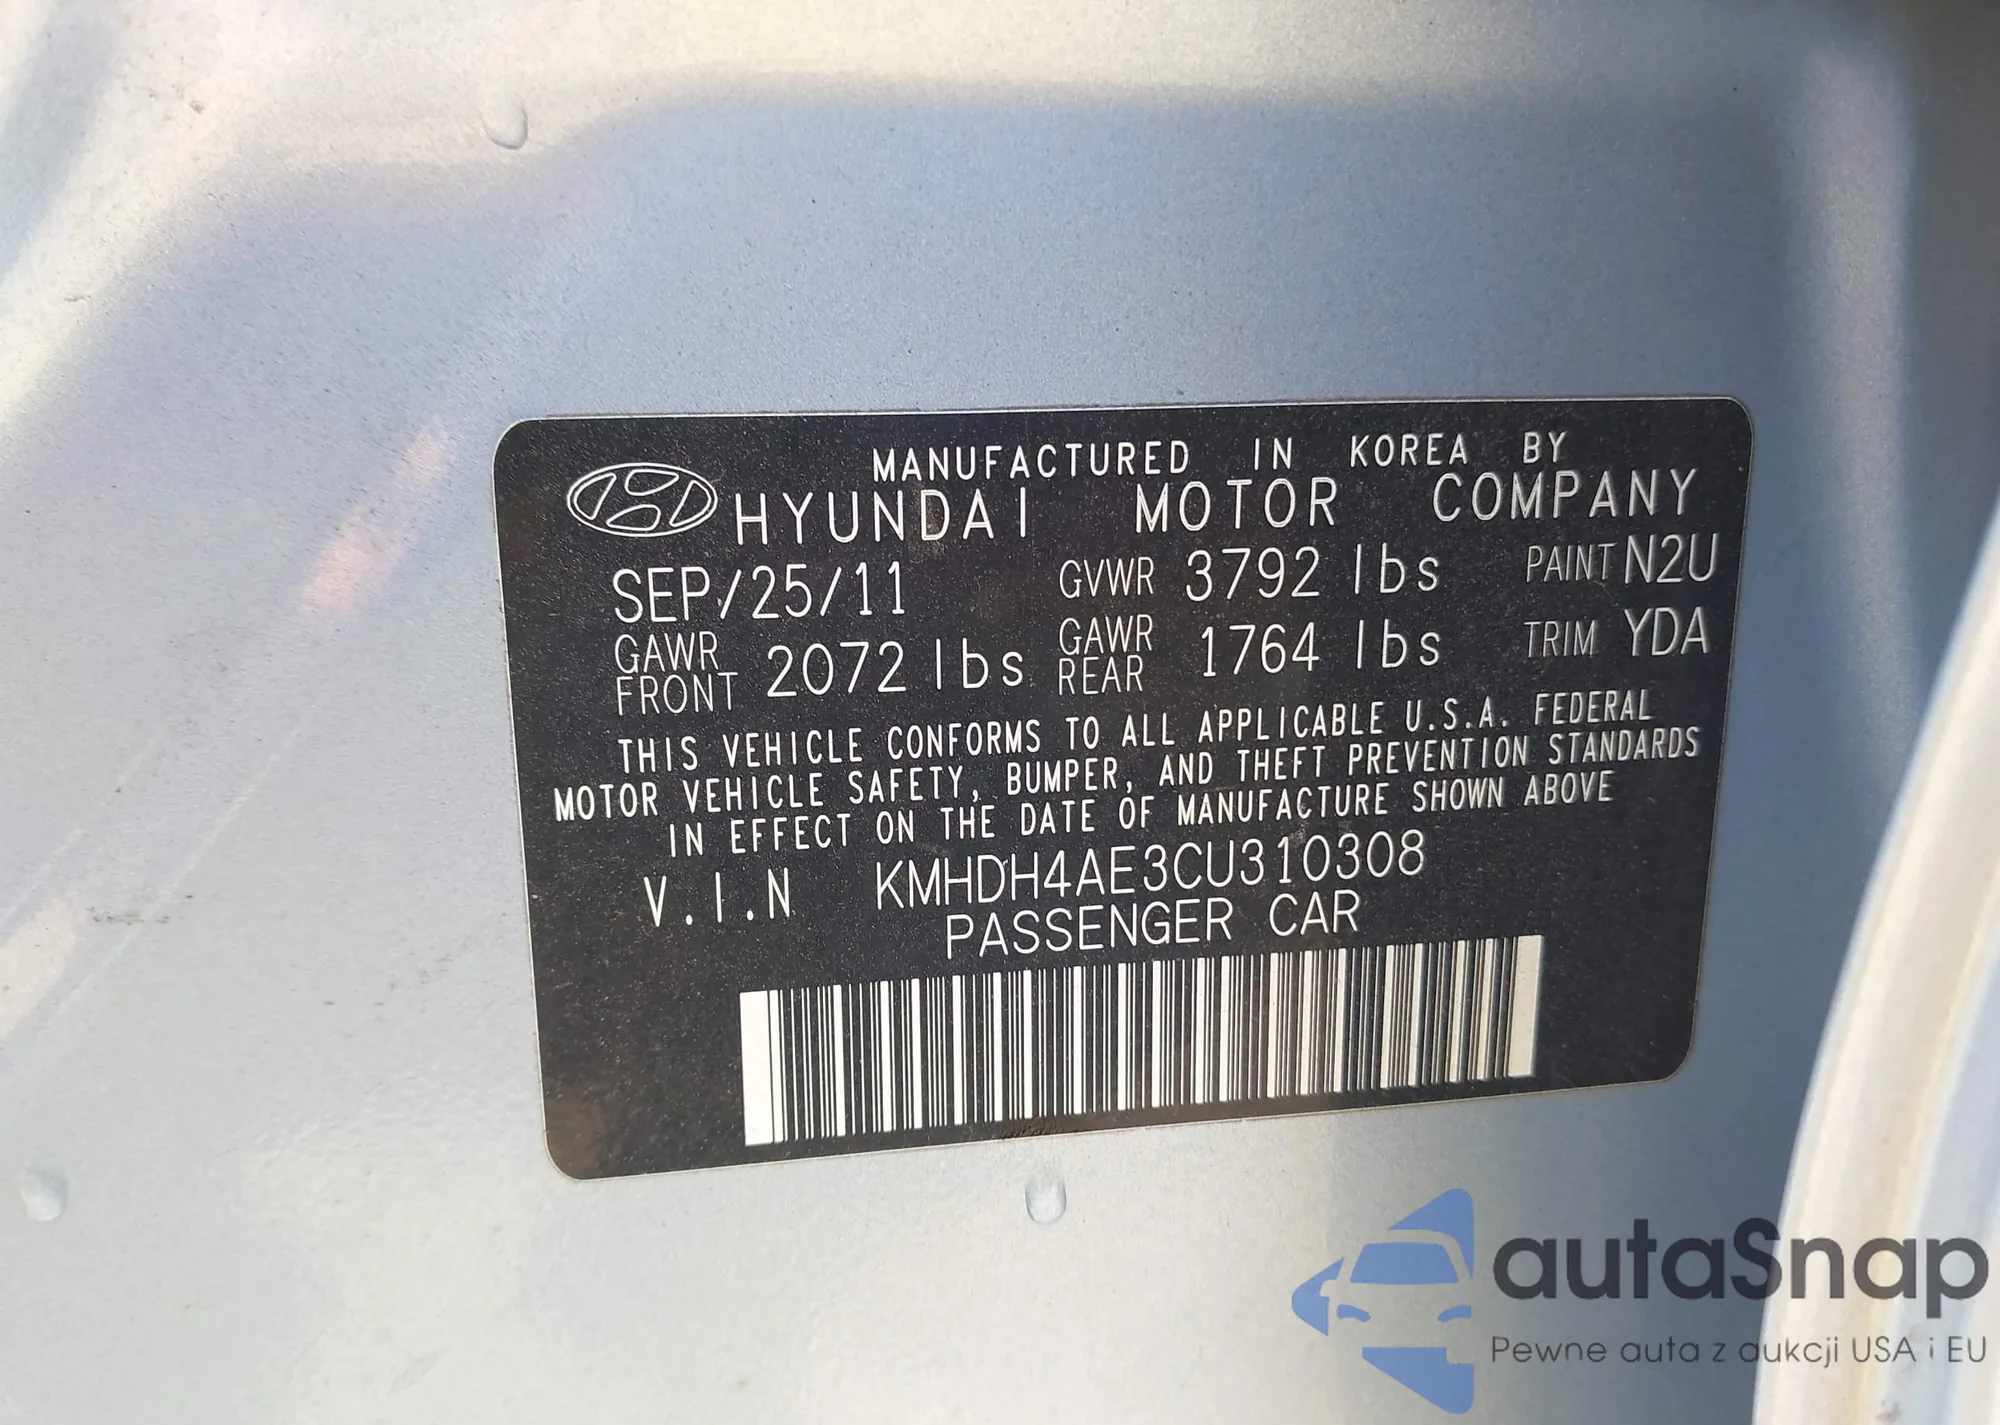 MANUFACTURED IN KOREA BY
HYUNDAI MOTOR COMPANY
SEP/25/11 GVWR 3792 lbs PAINT N2U
GAWR FRONT 2072 lbs GAWR REAR 1764 lbs TRIM YDA
THIS VEHICLE CONFORMS TO ALL APPLICABLE U.S.A. FEDERAL
MOTOR VEHICLE SAFETY, BUMPER, AND THEFT PREVENTION STANDARDS
IN EFFECT ON THE DATE OF MANUFACTURE SHOWN ABOVE
V.I.N KMHDH4AE3CU310308
PASSENGER CAR
autaSnap
Pewne auta z aukcji USA i EU